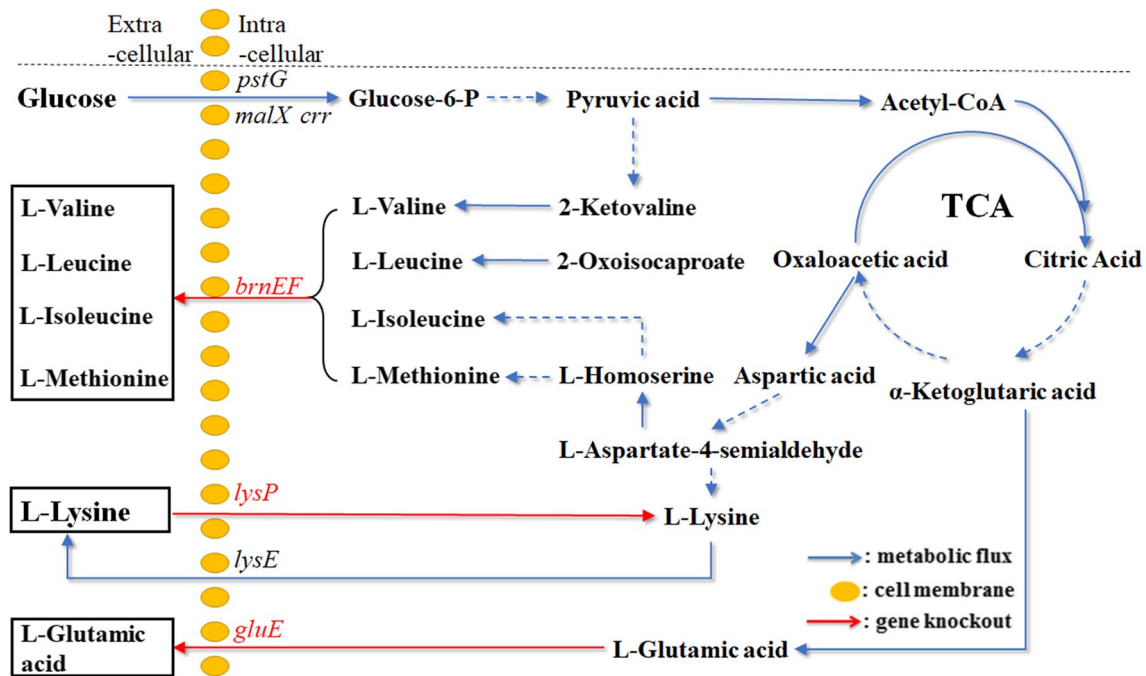 Extra
-cellular
Intra
-cellular
pstG
Glucose
Glucose-6-P
Pyruvic acid
Acetyl-CoA
malX crr
L-Valine
L-Leucine
L-Isoleucine
L-Methionine
brnEF
L-Valine
2-Ketovaline
L-Leucine
2-Oxoisocaproate
L-Isoleucine
L-Methionine
L-Homoserine
TCA
Oxaloacetic acid
Citric Acid
Aspartic acid
α-Ketoglutaric acid
L-Aspartate-4-semialdehyde
lysP
L-Lysine
L-Lysine
lysE
: metabolic flux
: cell membrane
: gene knockout
gluE
L-Glutamic
acid
L-Glutamic acid